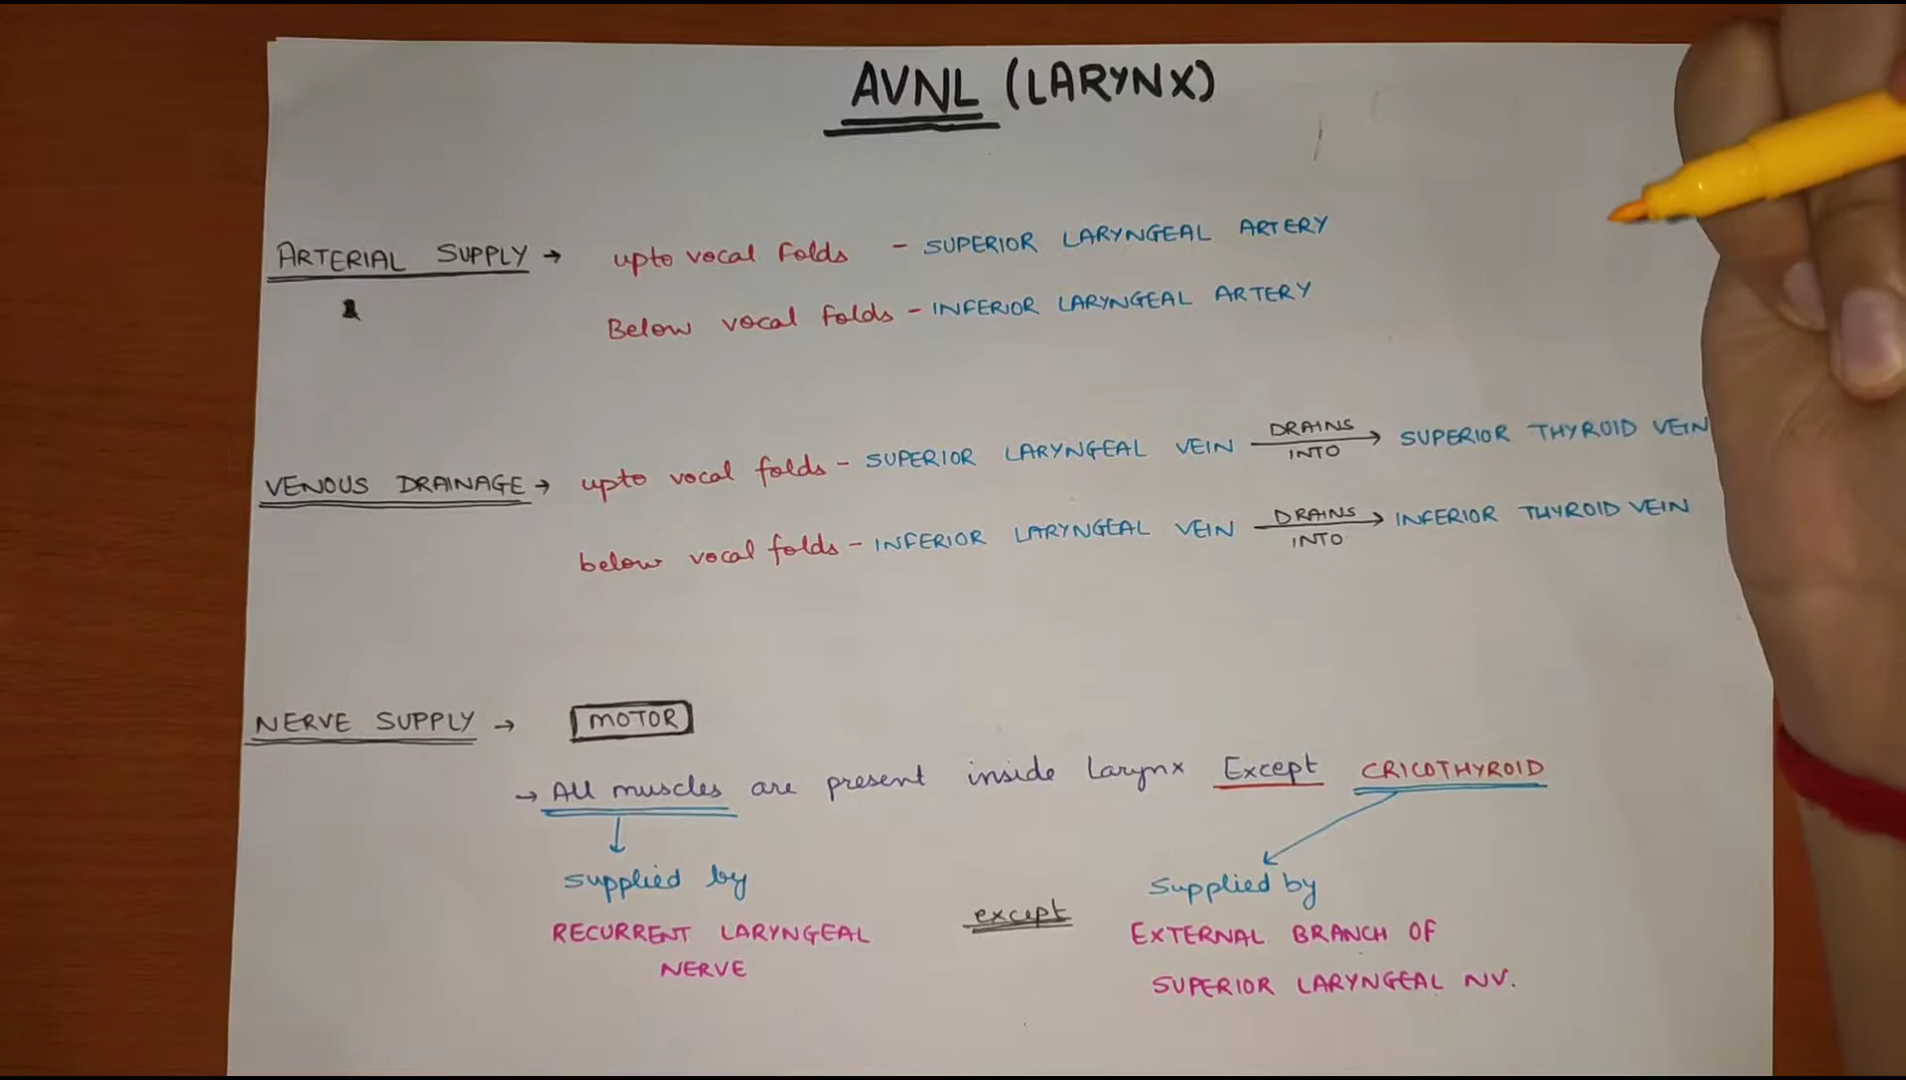 AVNL (LARYNX)
ARTERIAL SUPPLY → upto vocal folds - SUPERIOR LARYNGEAL ARTERY
Below vocal folds - INFERIOR LARYNGEAL ARTERY
VENOUS DRAINAGE → upto vocal folds - SUPERIOR LARYNGEAL VEIN DRAINS INTO → SUPERIOR THYROID VEIN
below vocal folds - INFERIOR LARYNGEAL VEIN DRAINS INTO → INFERIOR THYROID VEIN
NERVE SUPPLY → MOTOR
→ All muscles are present inside larynx Except CRICOTHYROID
supplied by
RECURRENT LARYNGEAL
NERVE
except
Supplied by
EXTERNAL BRANCH OF
SUPERIOR LARYNGEAL NV.